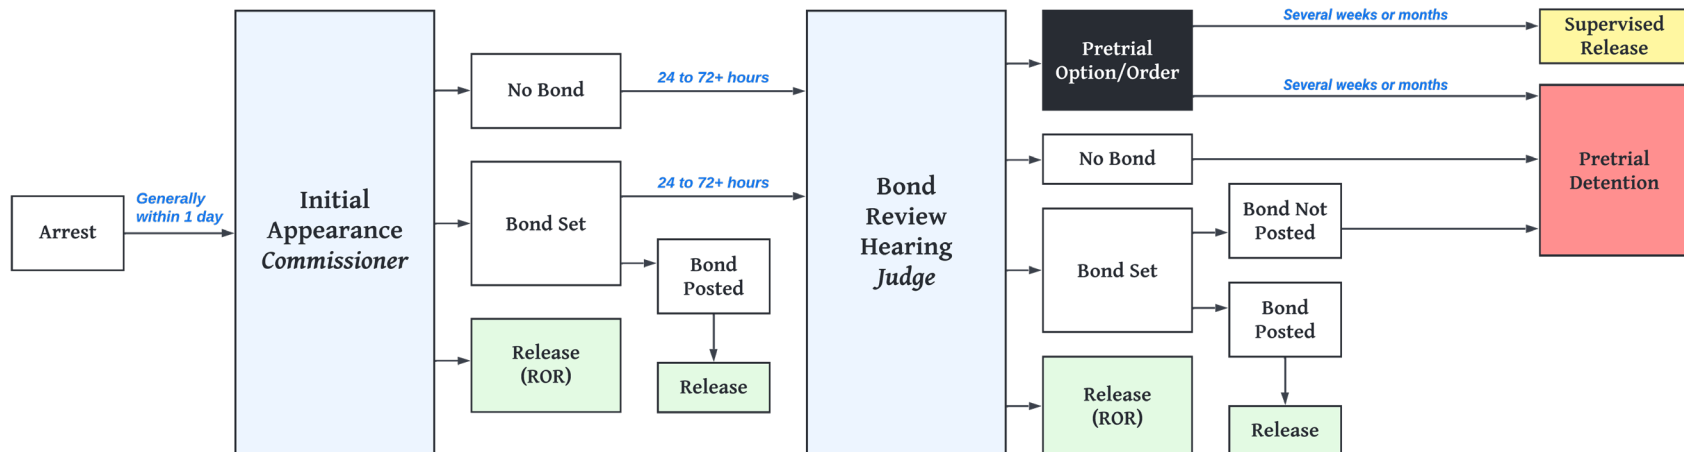 Arrest
Generally
within 1 day
Initial
Appearance
Commissioner
No Bond
24 to 72+ hours
Bond Set
24 to 72+ hours
Bond
Posted
Release
Release
(ROR)
Bond
Review
Hearing
Judge
Pretrial
Option/Order
Several weeks or months
Supervised
Release
Several weeks or months
Pretrial
Detention
No Bond
Bond Set
Bond Not
Posted
Bond
Posted
Release
Release
(ROR)